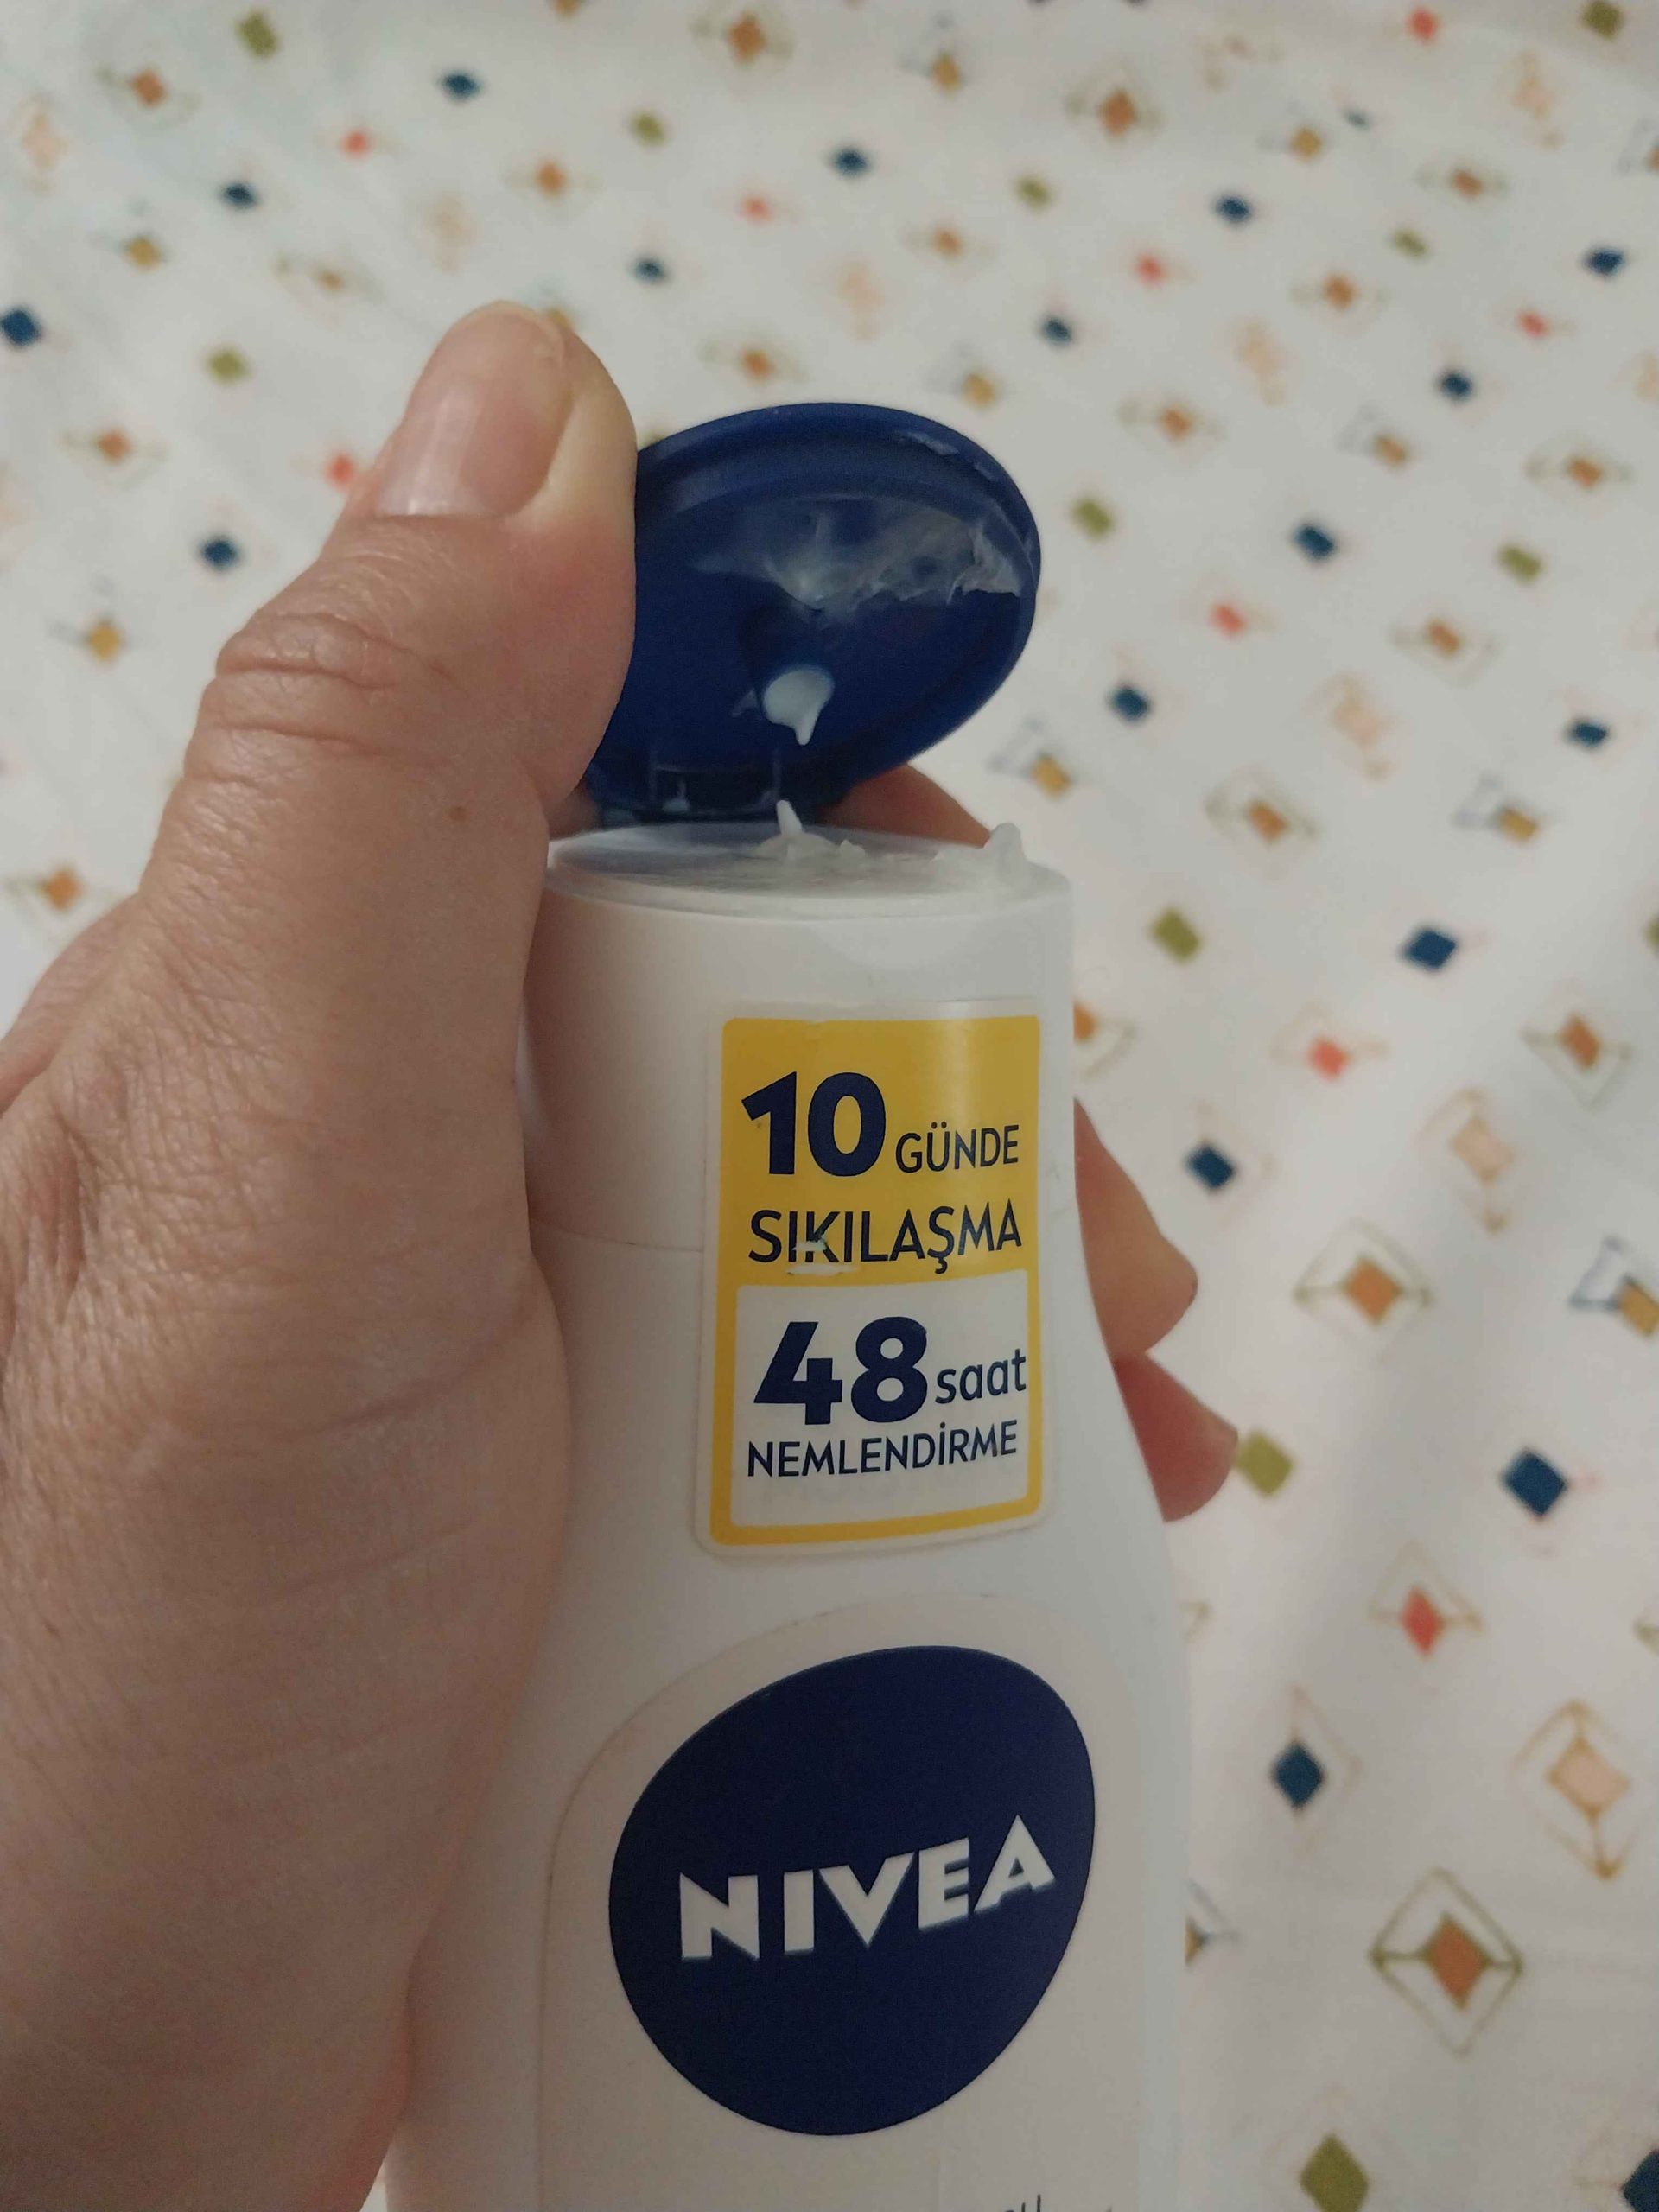 10 GÜNDE
SIKILAŞMA
48 saat
NEMLENDİRME
NIVEA